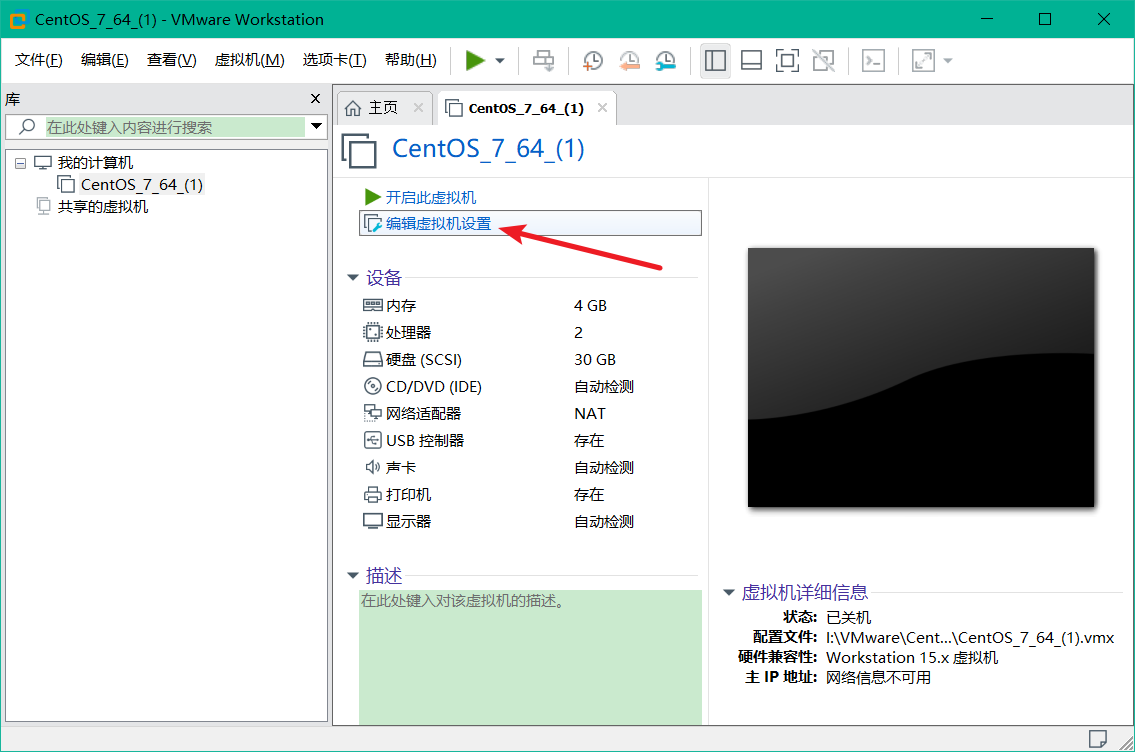 CentOS_7_64_(1) - VMware Workstation
文件(F) 编辑(E) 查看(V) 虚拟机(M) 选项卡(T) 帮助(H)
库
在此处键入内容进行搜索
我的计算机
CentOS_7_64_(1)
共享的虚拟机
主页 CentOS_7_64_(1)
CentOS_7_64_(1)
开启此虚拟机
编辑虚拟机设置
设备
内存 4 GB
处理器 2
硬盘 (SCSI) 30 GB
CD/DVD (IDE) 自动检测
网络适配器 NAT
USB 控制器 存在
声卡 自动检测
打印机 存在
显示器 自动检测
描述
在此处键入对该虚拟机的描述。
虚拟机详细信息
状态: 已关机
配置文件: I:\VMware\Cent...\CentOS_7_64_(1).vmx
硬件兼容性: Workstation 15.x 虚拟机
主 IP 地址: 网络信息不可用